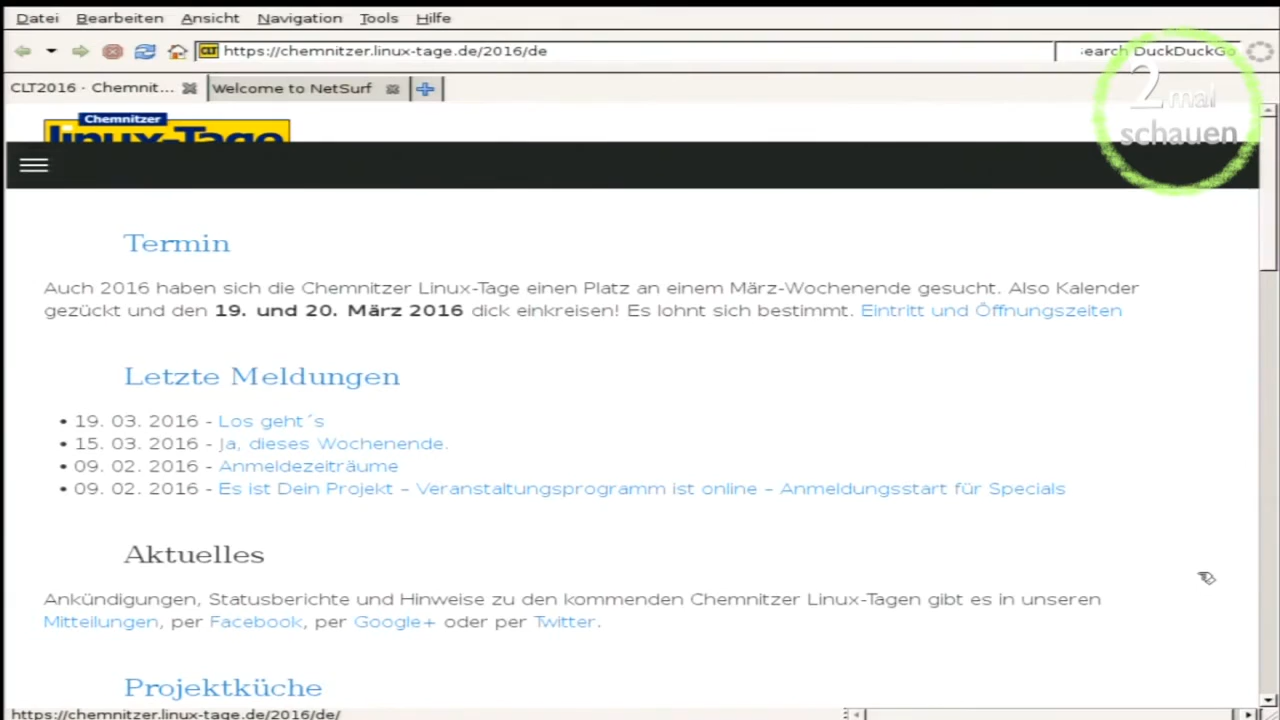 Datei Bearbeiten Ansicht Navigation Tools Hilfe
https://chemnitzer.linux-tage.de/2016/de
earch DuckDuckGo
CLT2016 · Chemnit... Welcome to NetSurf
2 mal
schauen
Chemnitzer
linux-Tage
Termin
Auch 2016 haben sich die Chemnitzer Linux-Tage einen Platz an einem März-Wochenende gesucht. Also Kalender
gezückt und den 19. und 20. März 2016 dick einkreisen! Es lohnt sich bestimmt. Eintritt und Öffnungszeiten
Letzte Meldungen
• 19. 03. 2016 - Los geht´s
• 15. 03. 2016 - Ja, dieses Wochenende.
• 09. 02. 2016 - Anmeldezeiträume
• 09. 02. 2016 - Es ist Dein Projekt – Veranstaltungsprogramm ist online – Anmeldungsstart für Specials
Aktuelles
Ankündigungen, Statusberichte und Hinweise zu den kommenden Chemnitzer Linux-Tagen gibt es in unseren
Mitteilungen, per Facebook, per Google+ oder per Twitter.
Projektküche
https://chemnitzer.linux-tage.de/2016/de/